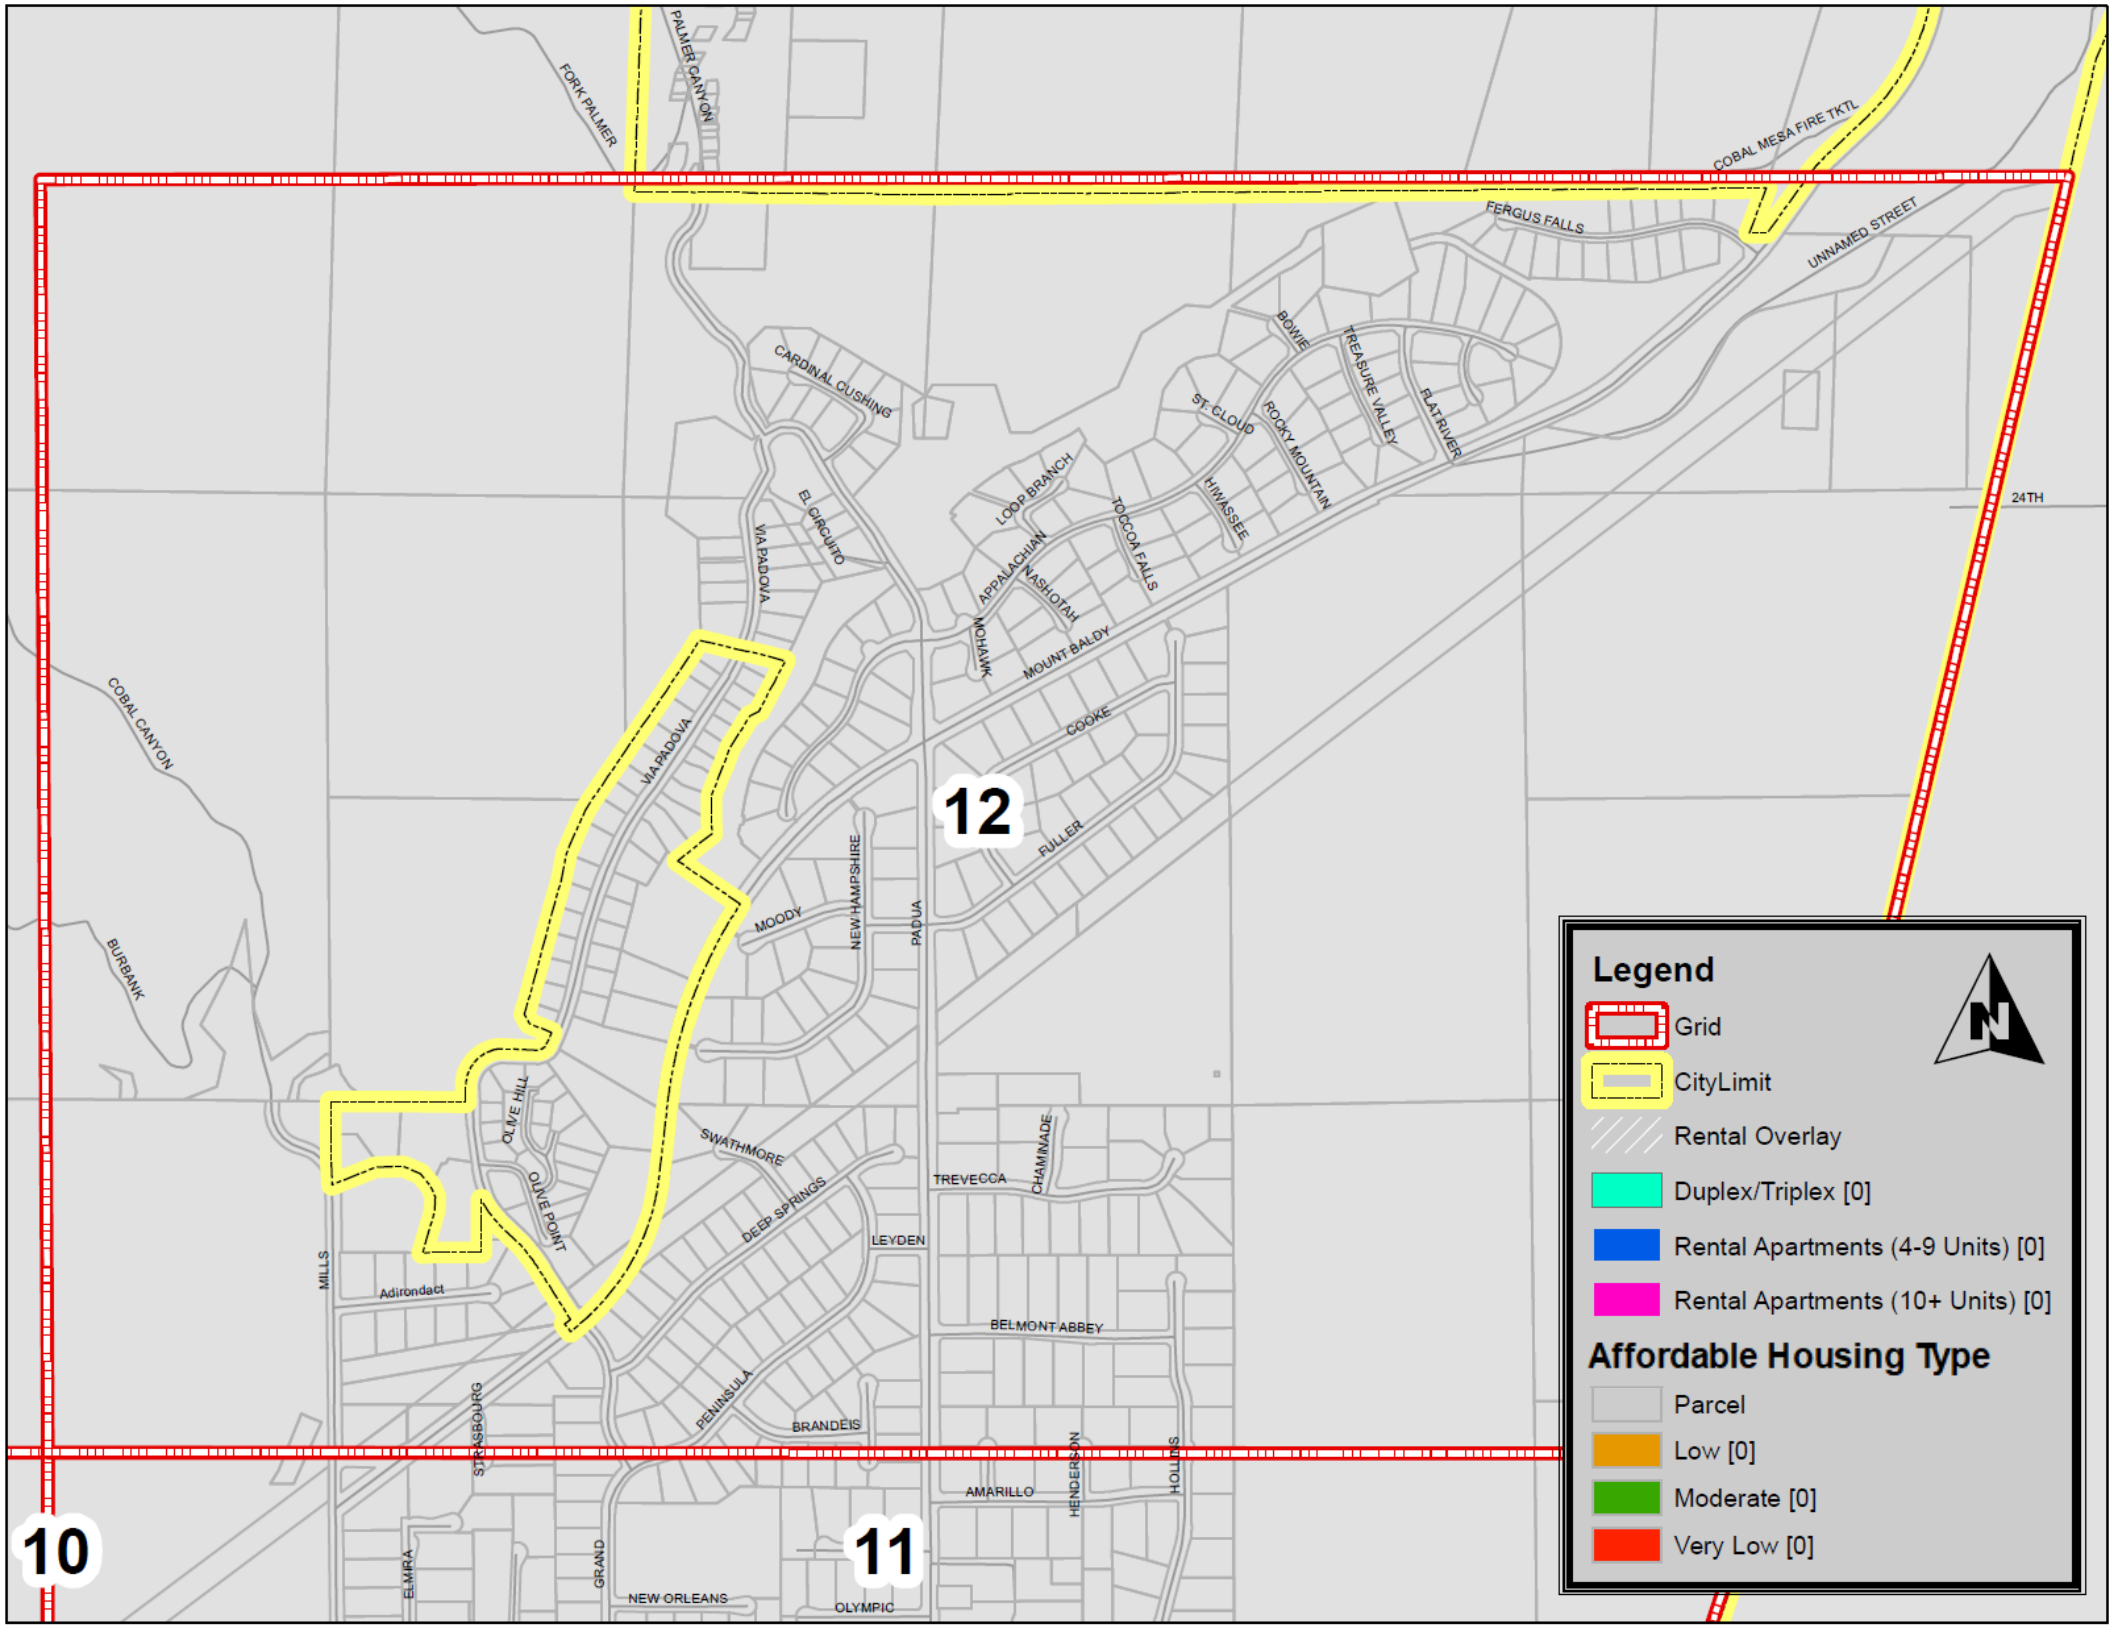 PALMER CANYON
FORK PALMER
COBAL MESA FIRE TKTL
FERGUS FALLS
UNNAMED STREET
BOWIE
TREASURE VALLEY
CARDINAL CUSHING
FLAT RIVER
ST. CLOUD
ROCKY MOUNTAIN
LOOP BRANCH
HIWASSEE
24TH
EL CIRCUITO
TOCCOA FALLS
VIA PADOVA
APPALACHIAN
NASHOTAH
MOHAWK
MOUNT BALDY
COBAL CANYON
COOKE
VIA PADOVA
12
FULLER
NEW HAMPSHIRE
MOODY
PADUA
BURBANK
OLIVE HILL
SWATHMORE
CHAMINADE
TREVECCA
OLIVE POINT
DEEP SPRINGS
LEYDEN
MILLS
Adirondact
BELMONT ABBEY
PENINSULA
BRANDEIS
STRASBOURG
HENDERSON
HOLLINS
AMARILLO
10
11
ELMIRA
GRAND
NEW ORLEANS
OLYMPIC
Legend
N
Grid
CityLimit
Rental Overlay
Duplex/Triplex [0]
Rental Apartments (4-9 Units) [0]
Rental Apartments (10+ Units) [0]
Affordable Housing Type
Parcel
Low [0]
Moderate [0]
Very Low [0]